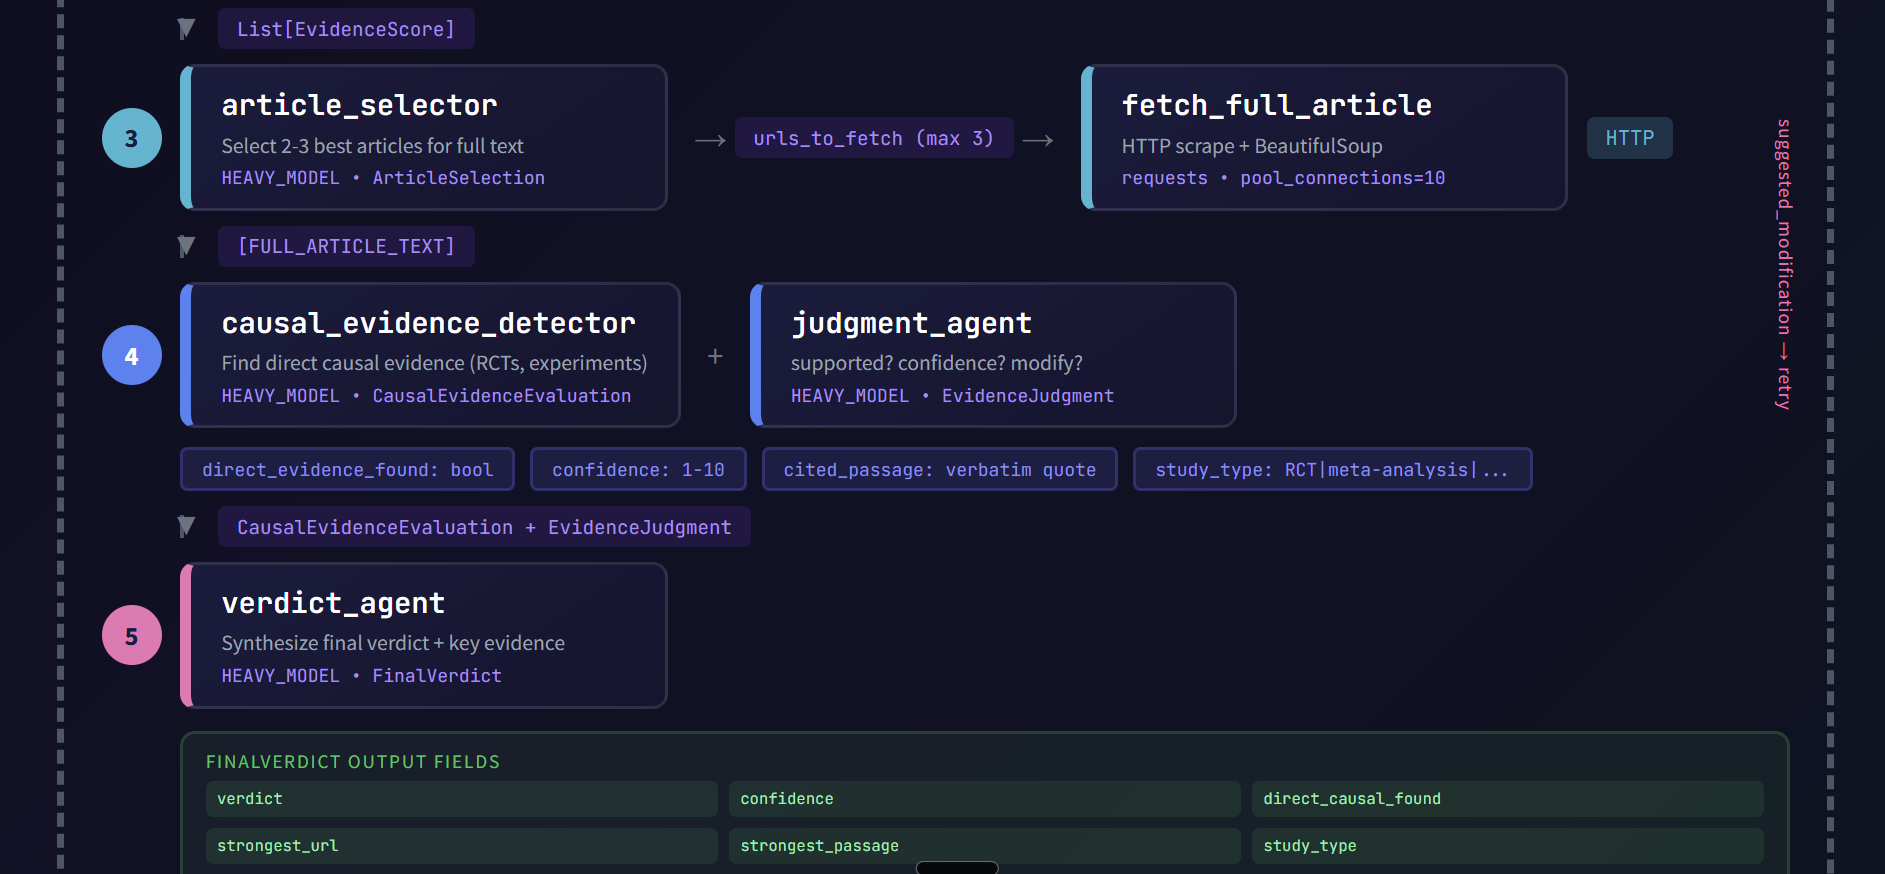 List[EvidenceScore]
3
article_selector
Select 2-3 best articles for full text
HEAVY_MODEL • ArticleSelection
→ urls_to_fetch (max 3) →
fetch_full_article
HTTP scrape + BeautifulSoup
requests • pool_connections=10
HTTP
suggested_modification → retry
[FULL_ARTICLE_TEXT]
4
causal_evidence_detector
Find direct causal evidence (RCTs, experiments)
HEAVY_MODEL • CausalEvidenceEvaluation
+
judgment_agent
supported? confidence? modify?
HEAVY_MODEL • EvidenceJudgment
direct_evidence_found: bool
confidence: 1-10
cited_passage: verbatim quote
study_type: RCT|meta-analysis|...
CausalEvidenceEvaluation + EvidenceJudgment
5
verdict_agent
Synthesize final verdict + key evidence
HEAVY_MODEL • FinalVerdict
FINALVERDICT OUTPUT FIELDS
verdict
confidence
direct_causal_found
strongest_url
strongest_passage
study_type